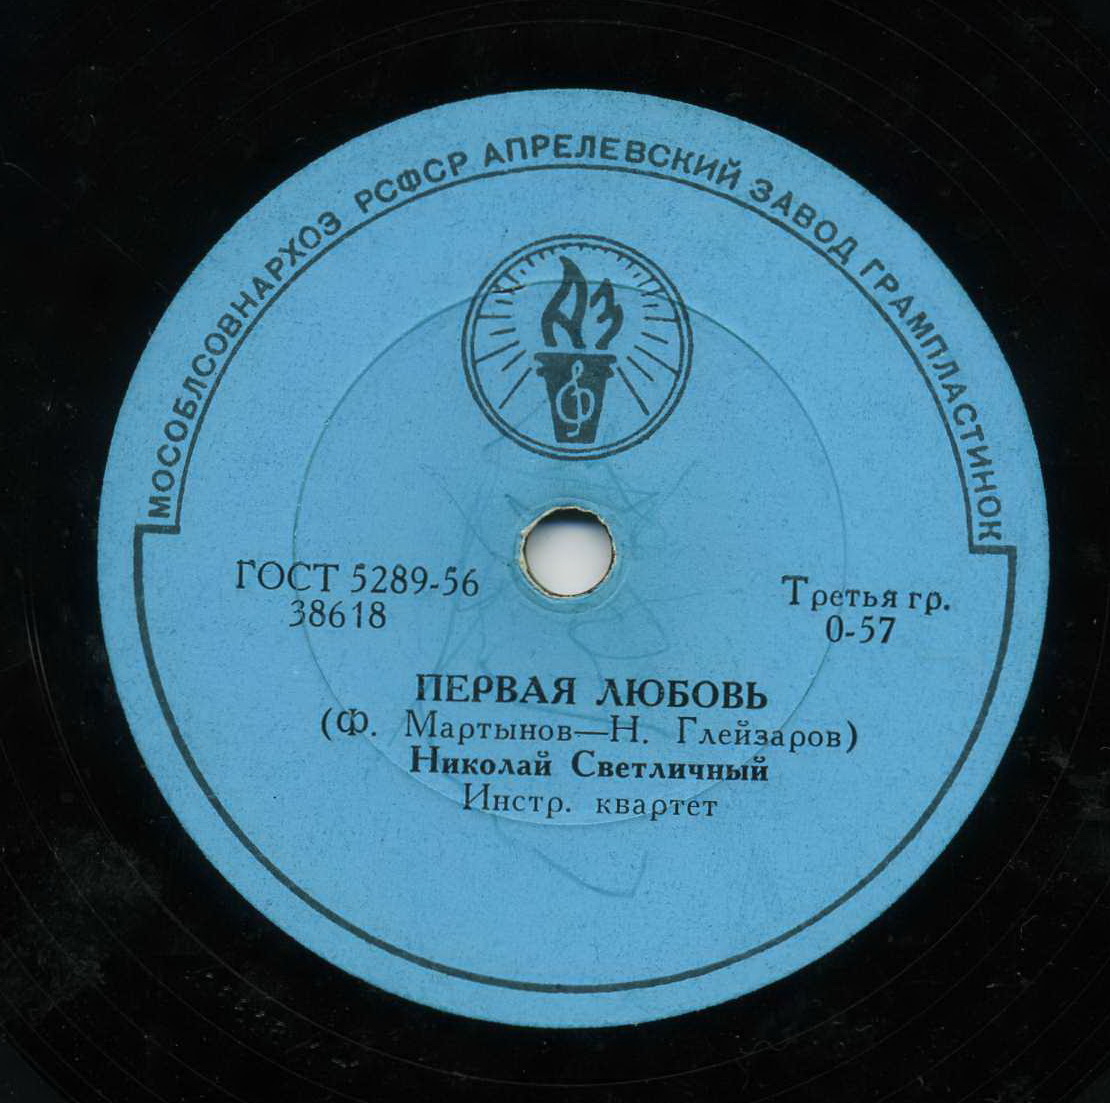 МОСОБЛСОВНАРХОЗ РСФСР АПРЕЛЕВСКИЙ ЗАВОД ГРАМПЛАСТИНОК
АЗ
ГОСТ 5289-56
38618
Третья гр.
0-57
ПЕРВАЯ ЛЮБОВЬ
(Ф. Мартынов—Н. Глейзаров)
Николай Светличный
Инстр. квартет